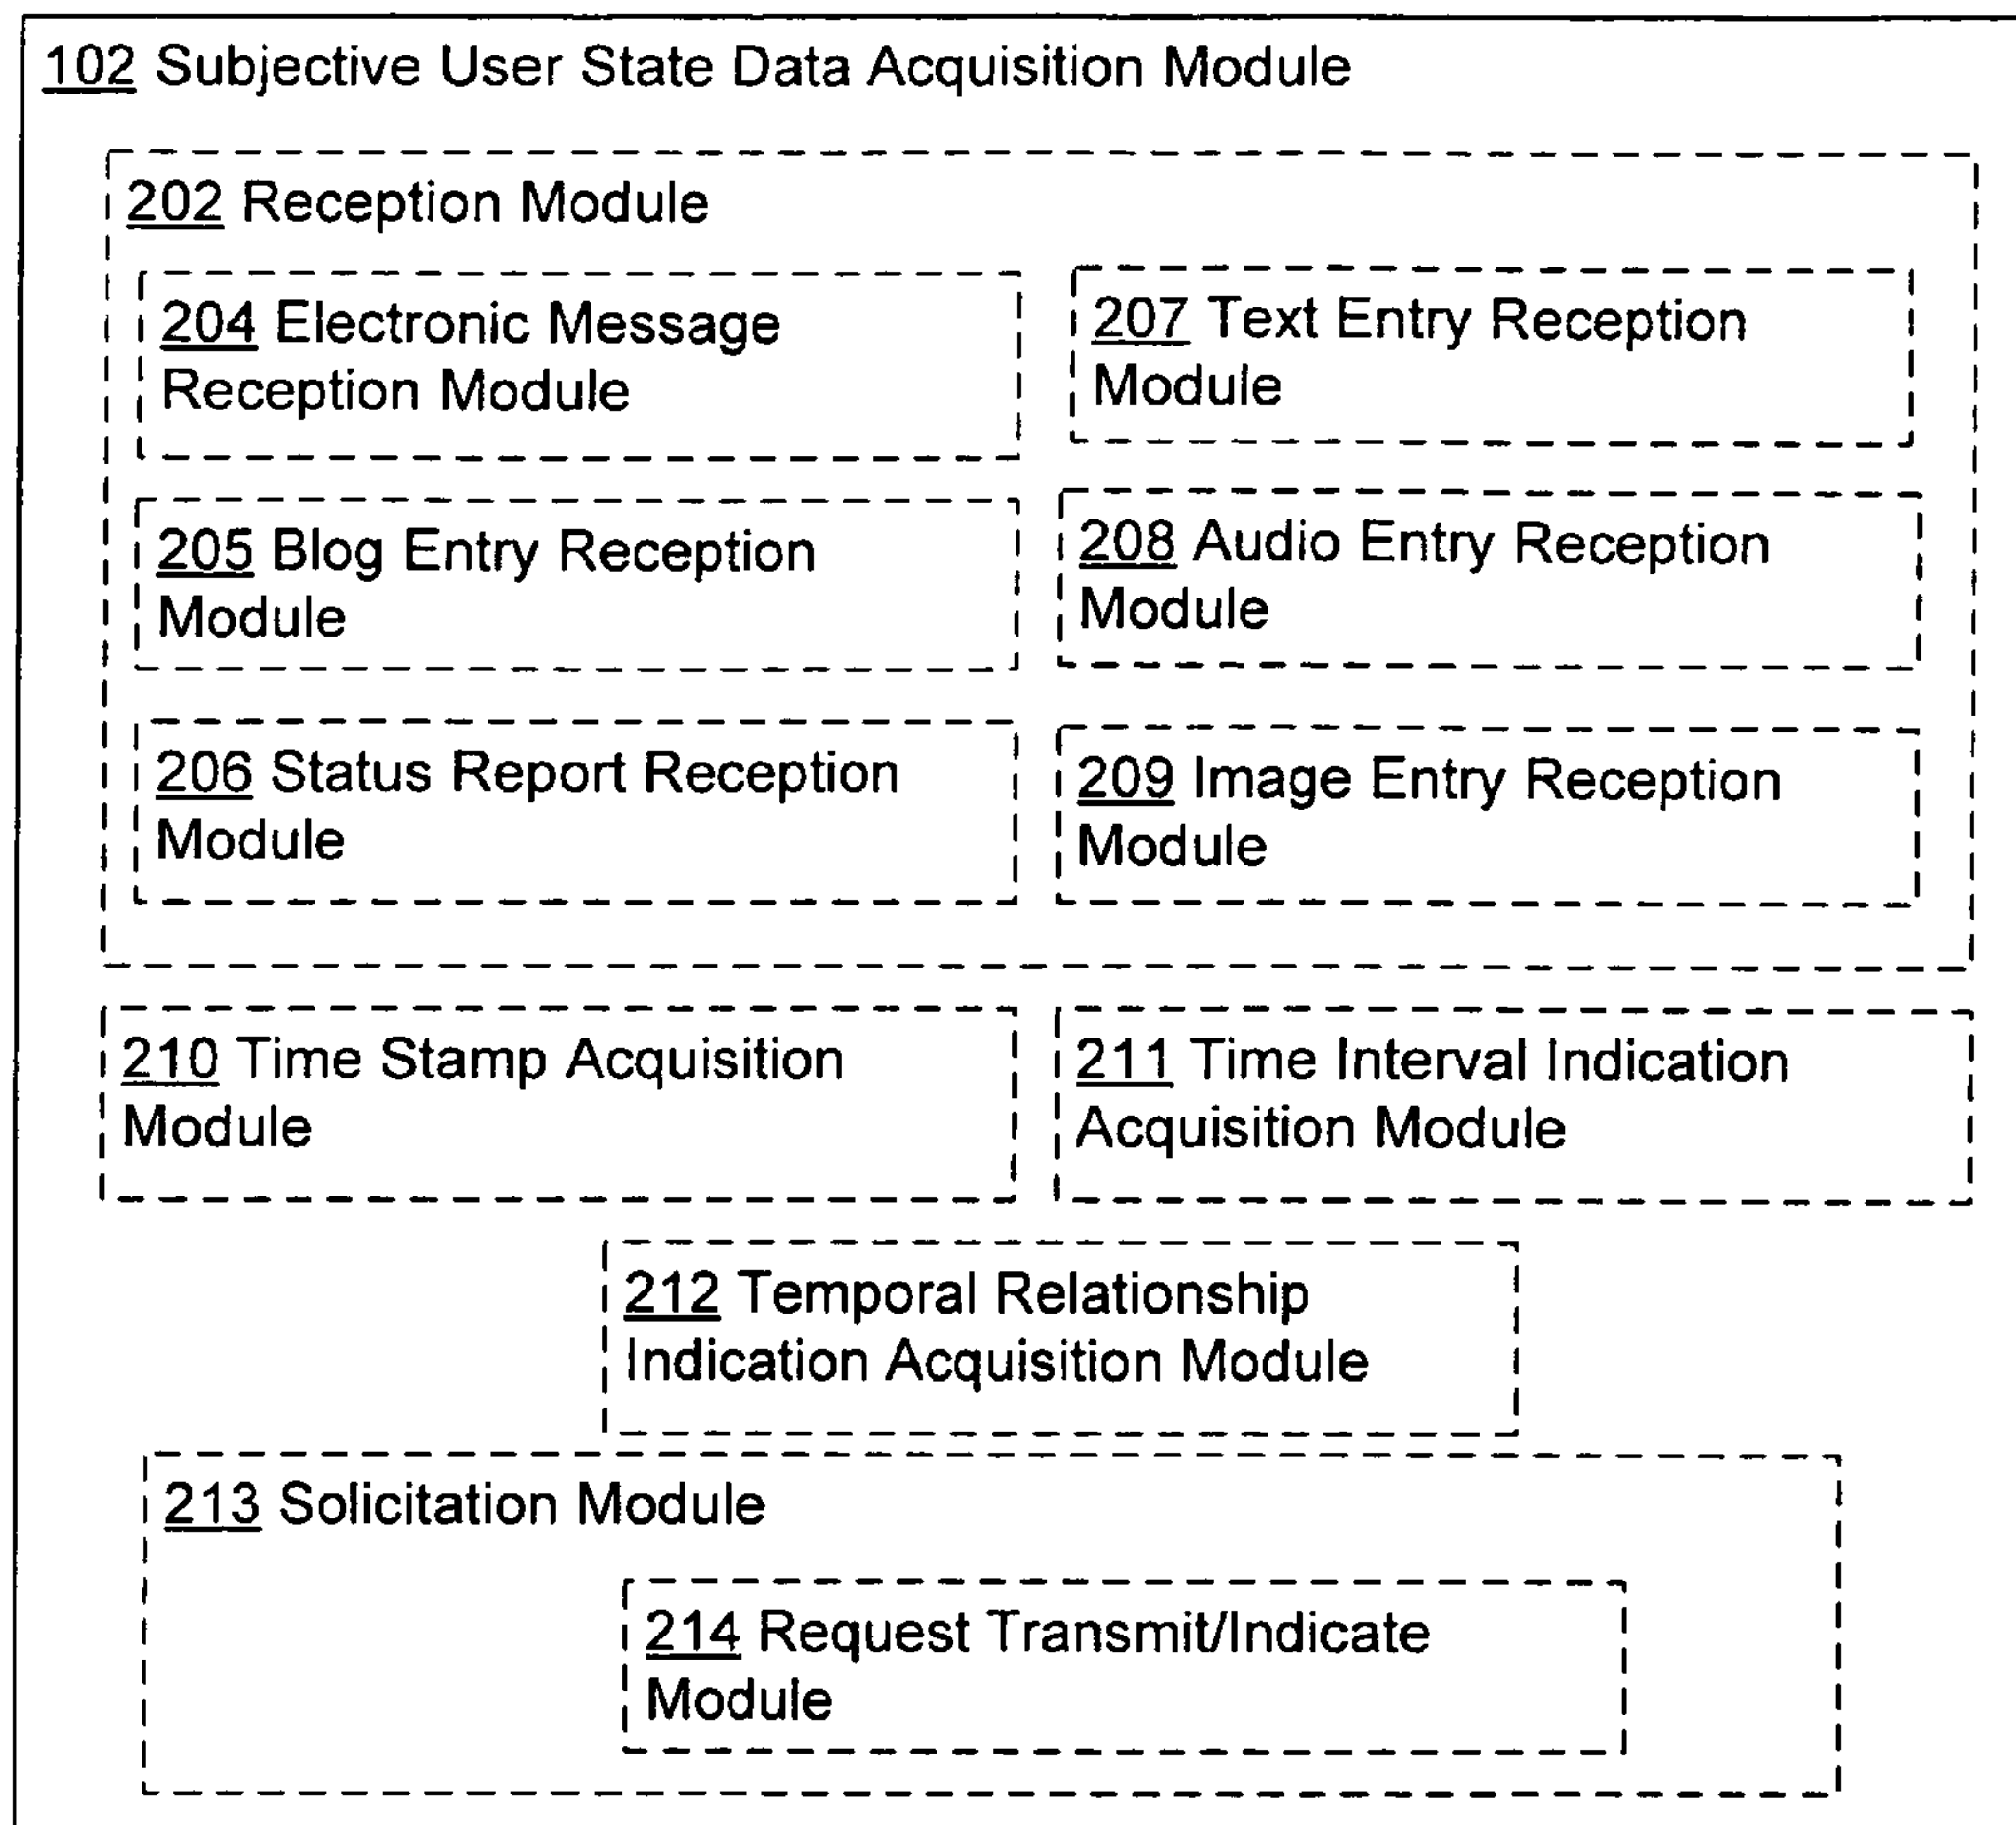 102 Subjective User State Data Acquisition Module
202 Reception Module
204 Electronic Message
Reception Module
207 Text Entry Reception
Module
205 Blog Entry Reception
Module
208 Audio Entry Reception
Module
206 Status Report Reception
Module
209 Image Entry Reception
Module
210 Time Stamp Acquisition
Module
211 Time Interval Indication
Acquisition Module
212 Temporal Relationship
Indication Acquisition Module
213 Solicitation Module
214 Request Transmit/Indicate
Module